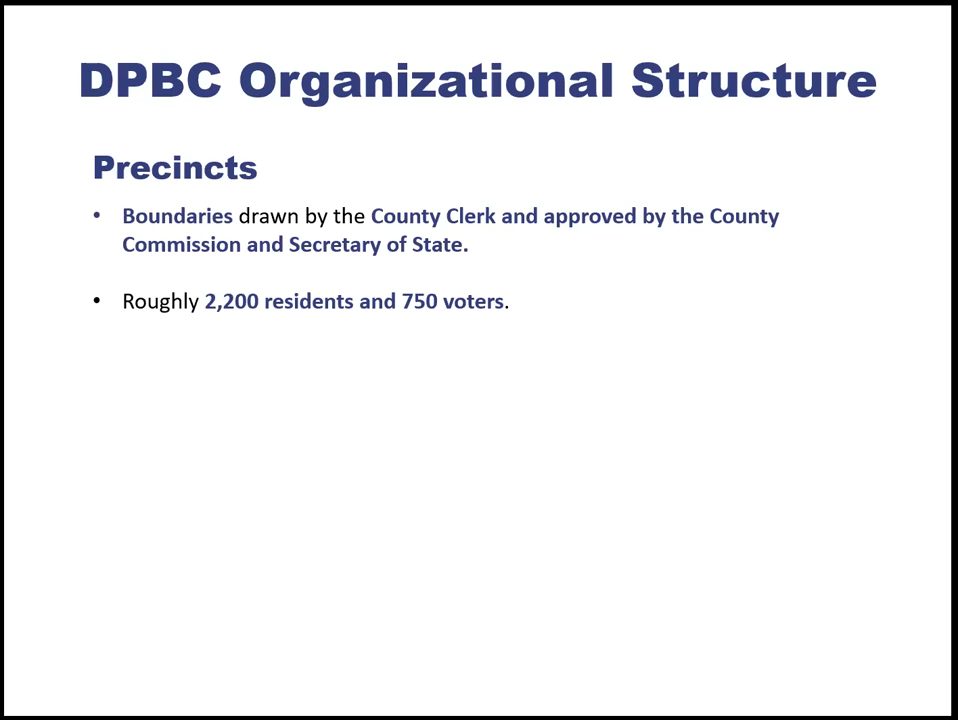 DPBC Organizational Structure
Precincts
• Boundaries drawn by the County Clerk and approved by the County
Commission and Secretary of State.
• Roughly 2,200 residents and 750 voters.